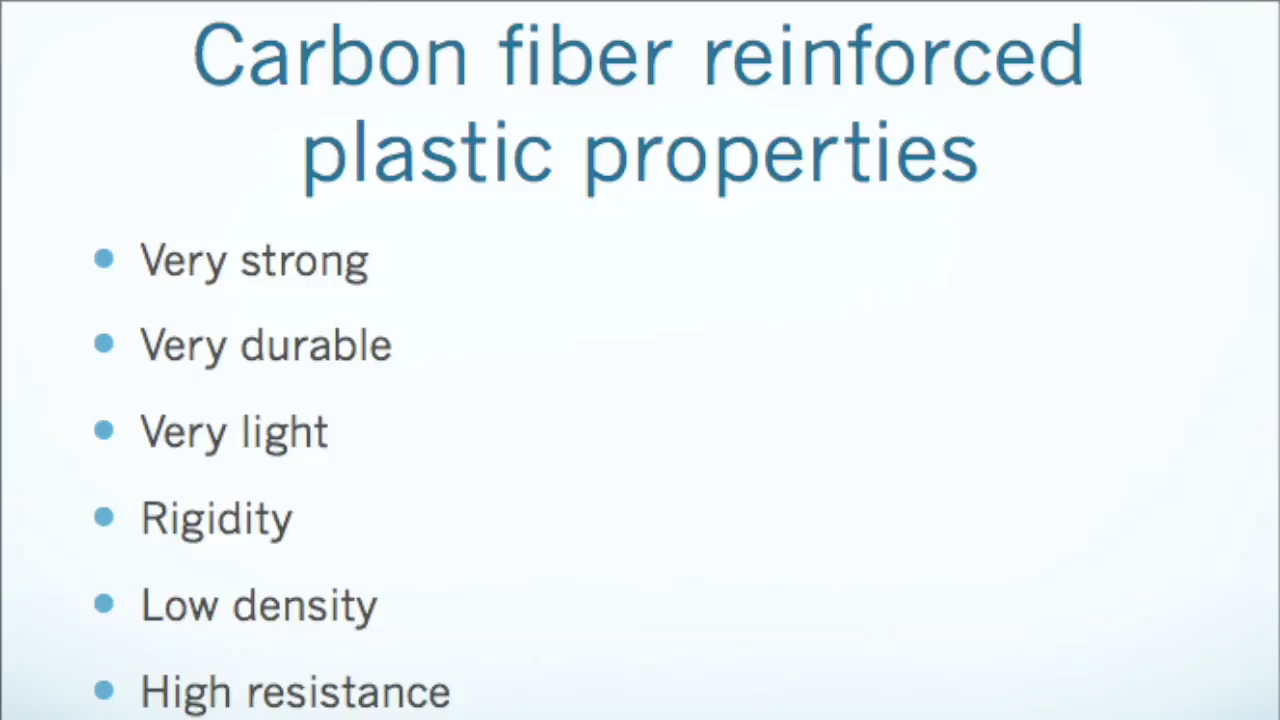 Carbon fiber reinforced
plastic properties
Very strong
Very durable
Very light
Rigidity
Low density
High resistance